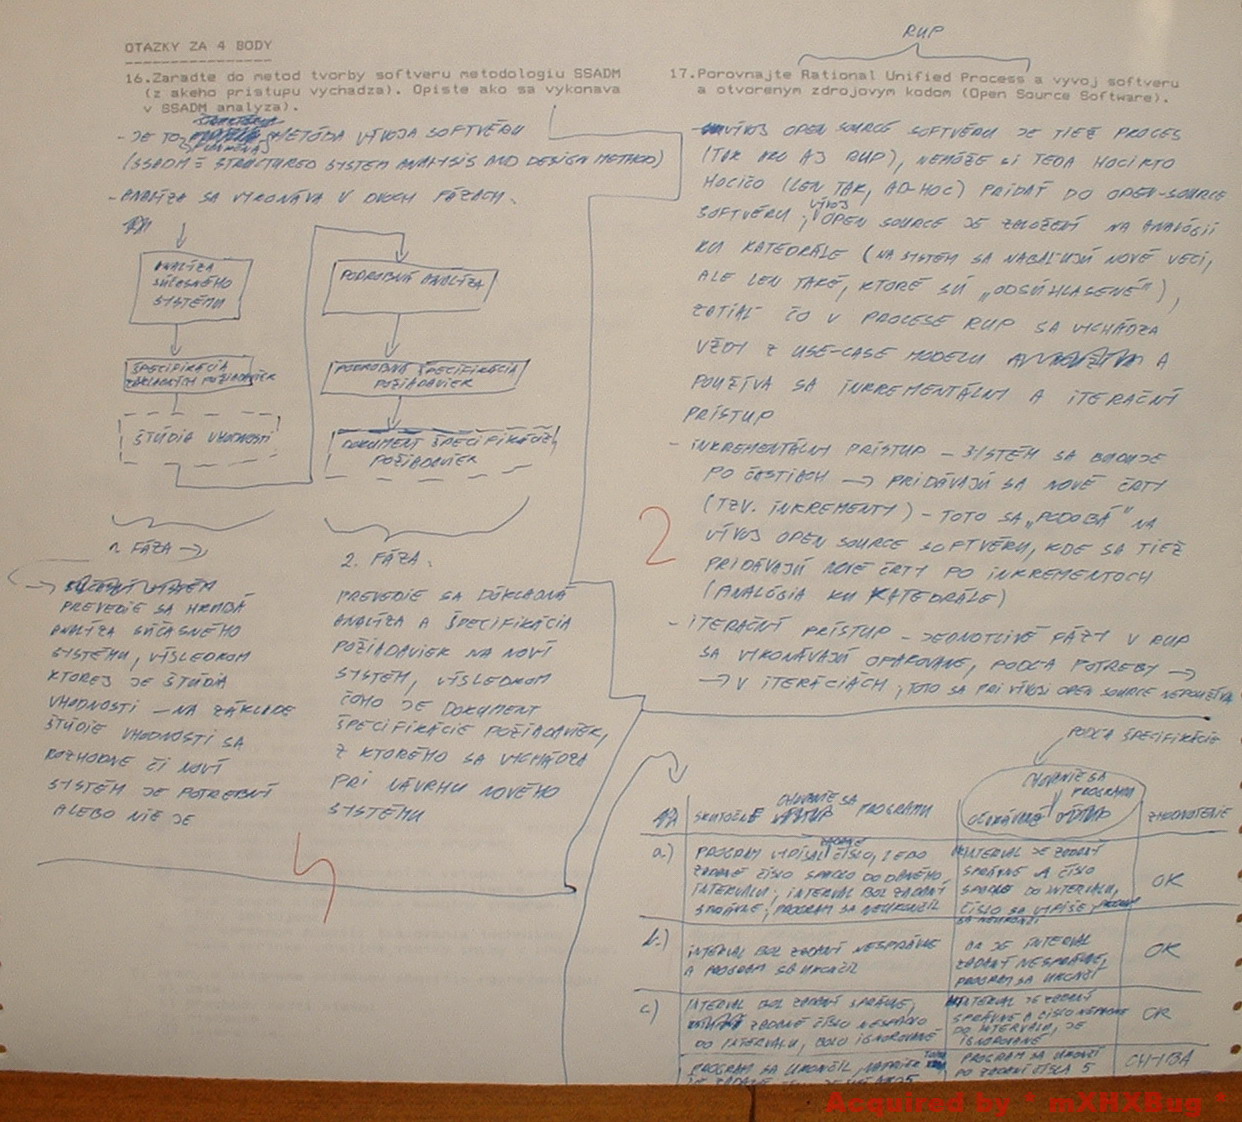 OTAZKY ZA 4 BODY
16.Zaradte do metod tvorby softveru metodologiu SSADM
(z akeho pristupu vychadza). Opiste ako sa vykonava
v SSADM analyza).
- JE TO METÓDA VÝVOJA SOFTVÉRU
(SSADM = STRUCTURED SYSTEM ANALYSIS AND DESIGN METHOD)
- ANALÝZA SA VYKONÁVA V DVOCH FÁZACH.
ANALÝZA
SÚČASNÉHO
SYSTÉMU
ŠPECIFIKÁCIA
ZÁKLADNÝCH POŽIADAVIEK
ŠTÚDIA VHODNOSTI
PODROBNÁ ANALÝZA
PODROBNÁ ŠPECIFIKÁCIA
POŽIADAVIEK
DOKUMENT ŠPECIFIKÁCIE
POŽIADAVIEK
1. FÁZA →
PREVEDIE SA HRUBÁ
ANALÝZA SÚČASNÉHO
SYSTÉMU, VÝSLEDKOM
KTOREJ JE ŠTÚDIA
VHODNOSTI - NA ZÁKLADE
ŠTÚDIE VHODNOSTI SA
ROZHODNE ČI NOVÝ
SYSTÉM JE POTREBNÝ
ALEBO NIE JE
2. FÁZA:
PREVEDIE SA DÔKLADNÁ
ANALÝZA A ŠPECIFIKÁCIA
POŽIADAVIEK NA NOVÝ
SYSTÉM, VÝSLEDKOM
ČOHO JE DOKUMENT
ŠPECIFIKÁCIE POŽIADAVIEK,
Z KTORÉHO SA VYCHÁDZA
PRI NÁVRHU NOVÉHO
SYSTÉMU
4
RUP
17.Porovnajte Rational Unified Process a vyvoj softveru
a otvorenym zdrojovym kodom (Open Source Software).
- VÝVOJ OPEN SOURCE SOFTVÉRU JE TIEŽ PROCES
(TAK AKO AJ RUP), NEMÔŽE SI TEDA HOCIKTO
HOCIČO (LEN TAK, AD-HOC) PRIDAŤ DO OPEN-SOURCE
SOFTVÉRU; VÝVOJ OPEN SOURCE JE ZALOŽENÝ NA ANALÓGII
KU KATEDRÁLE (NA SYSTÉM SA NABAĽUJÚ NOVÉ VECI,
ALE LEN TAKÉ, KTORÉ SÚ „ODSÚHLASENÉ"),
ZATIAĽ ČO V PROCESE RUP SA VYCHÁDZA
VŽDY Z USE-CASE MODELU A
POUŽÍVA SA INKREMENTÁLNY A ITERAČNÝ
PRÍSTUP
- INKREMENTÁLNY PRÍSTUP - SYSTÉM SA BUDUJE
PO ČASTIACH → PRIDÁVAJÚ SA NOVÉ ČRTY
(TZV. INKREMENTY) - TOTO SA „PODOBÁ" NA
VÝVOJ OPEN SOURCE SOFTVÉRU, KDE SA TIEŽ
PRIDÁVAJÚ NOVÉ ČRTY PO INKREMENTOCH
(ANALÓGIA KU KATEDRÁLE)
- ITERAČNÝ PRÍSTUP - JEDNOTLIVÉ FÁZY V RUP
SA VYKONÁVAJÚ OPAKOVANE, PODĽA POTREBY →
→ V ITERÁCIÁCH, TOTO SA PRI VÝVOJI OPEN SOURCE NEPOUŽÍVA
2
PODĽA ŠPECIFIKÁCIE
SKUTOČNÉ CHOVANIE SA PROGRAMU
OČAKÁVANÉ CHOVANIE SA PROGRAMU
ZHODNOTENIE
a.)
PROGRAM VYPÍSAL ZADANÉ ČÍSLO, LEBO
ZADANÉ ČÍSLO SPADLO DO DANÉHO
INTERVALU; INTERVAL BOL ZADANÝ
SPRÁVNE; PROGRAM SA NEUKONČIL
INTERVAL JE ZADANÝ
SPRÁVNE A ČÍSLO
SPADLO DO INTERVALU,
ČÍSLO SA VYPÍŠE, PROGRAM
SA NEUKONČÍ
OK
b.)
INTERVAL BOL ZADANÝ NESPRÁVNE
A PROGRAM SA UKONČIL
AK JE INTERVAL
ZADANÝ NESPRÁVNE,
PROGRAM SA UKONČÍ
OK
c.)
INTERVAL BOL ZADANÝ SPRÁVNE,
ZADANÉ ČÍSLO NESPADLO
DO INTERVALU, BOLO IGNOROVANÉ
INTERVAL JE ZADANÝ
SPRÁVNE A ČÍSLO NEPADNE
DO INTERVALU, JE
IGNOROVANÉ
OK
PROGRAM SA UKONČIL, NAPRIEK TOMU
PROGRAM SA UKONČÍ
PO ZADANÍ ČÍSLA 5
CHYBA
Acquired by * mXHXBug *